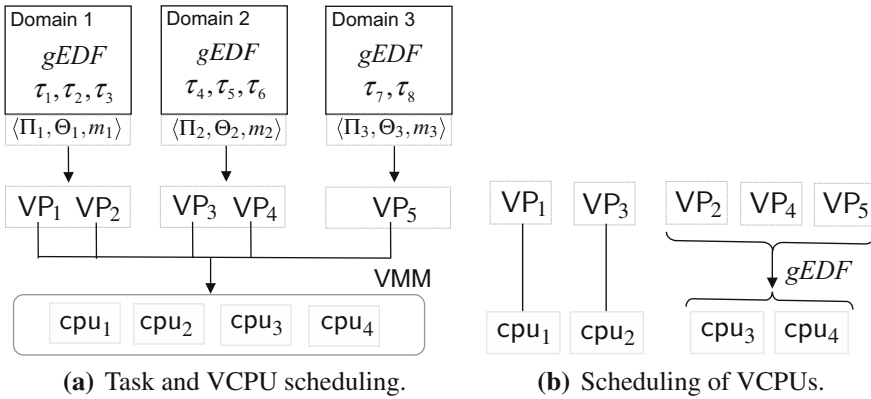 Domain 1 Domain 2 Domain 3
gEDF gEDF gEDF
τ₁, τ₂, τ₃ τ₄, τ₅, τ₆ τ₇, τ₈
⟨Π₁, Θ₁, m₁⟩ ⟨Π₂, Θ₂, m₂⟩ ⟨Π₃, Θ₃, m₃⟩
VP₁ VP₂ VP₃ VP₄ VP₅
VMM
cpu₁ cpu₂ cpu₃ cpu₄
(a) Task and VCPU scheduling.
VP₁ VP₃ VP₂ VP₄ VP₅
gEDF
cpu₁ cpu₂ cpu₃ cpu₄
(b) Scheduling of VCPUs.